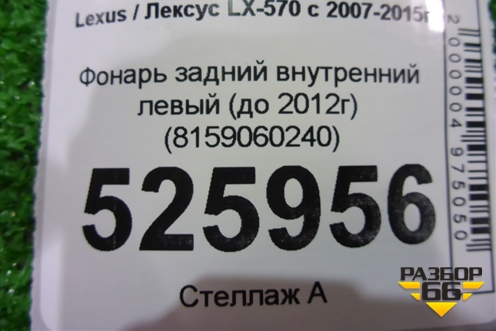 Lexus / Лексус LX-570 с 2007-2015г
Фонарь задний внутренний
левый (до 2012г)
(8159060240)
525956
Стеллаж А
2000004975050
РАЗБОР
66